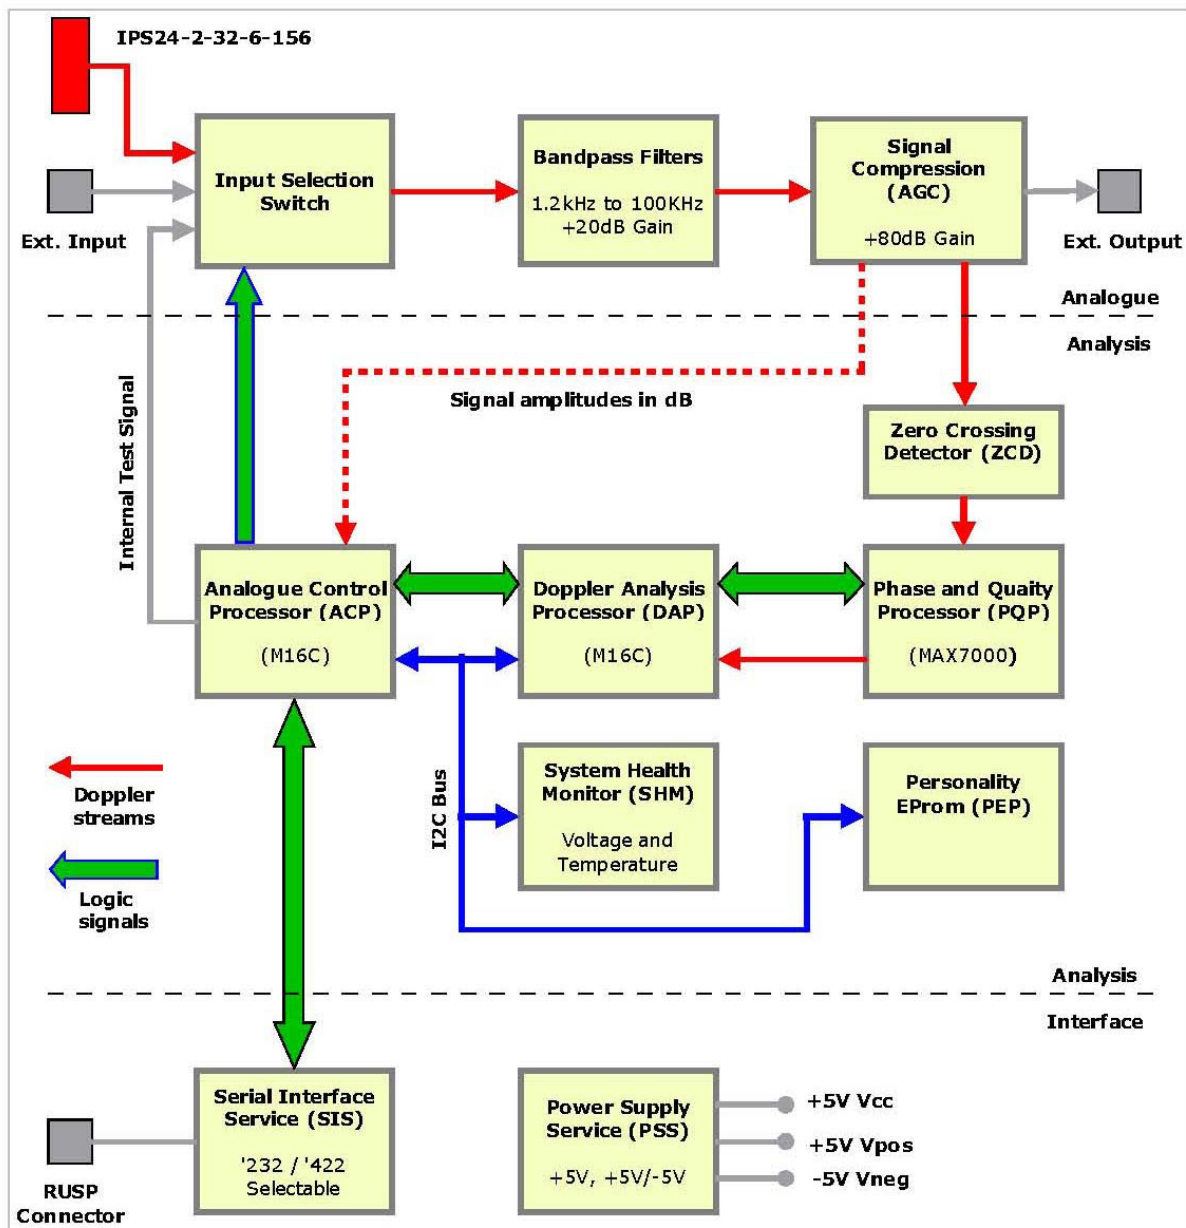 IPS24-2-32-6-156
Input Selection
Switch
Bandpass Filters
1.2kHz to 100KHz
+20dB Gain
Signal
Compression
(AGC)
+80dB Gain
Ext. Input
Ext. Output
Analogue
Analysis
Internal Test Signal
Signal amplitudes in dB
Zero Crossing
Detector (ZCD)
Analogue Control
Processor (ACP)
(M16C)
Doppler Analysis
Processor (DAP)
(M16C)
Phase and Quaity
Processor (PQP)
(MAX7000)
Doppler
streams
Logic
signals
I2C Bus
System Health
Monitor (SHM)
Voltage and
Temperature
Personality
EProm (PEP)
Analysis
Interface
Serial Interface
Service (SIS)
'232 / '422
Selectable
RUSP
Connector
Power Supply
Service (PSS)
+5V, +5V/-5V
+5V Vcc
+5V Vpos
-5V Vneg